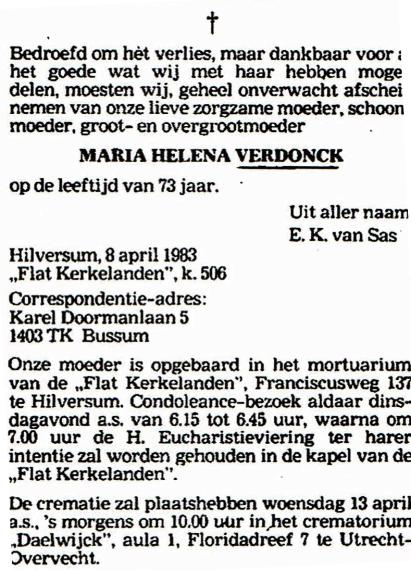 Bedroefd om hèt verlies, maar dankbaar voor
het goede wat wij met haar hebben moge
delen, moesten wij, geheel onverwacht afschei
nemen van onze lieve zorgzame moeder, schoon
moeder, groot- en overgrootmoeder
MARIA HELENA VERDONCK
op de leeftijd van 73 jaar.
Uit aller naam
E. K. van Sas
Hilversum, 8 april 1983
„Flat Kerkelanden”, k. 506
Correspondentie-adres:
Karel Doormanlaan 5
1403 TK Bussum
Onze moeder is opgebaard in het mortuarium
van de „Flat Kerkelanden”, Franciscusweg 137
te Hilversum. Condoleance-bezoek aldaar dins-
dagavond a.s. van 6.15 tot 6.45 uur, waarna om
7.00 uur de H. Eucharistieviering ter harer
intentie zal worden gehouden in de kapel van de
„Flat Kerkelanden”.
De crematie zal plaatshebben woensdag 13 april
a.s., 's morgens om 10.00 uur in het crematorium
„Daelwijck”, aula 1, Floridadreef 7 te Utrecht-
Overvecht.